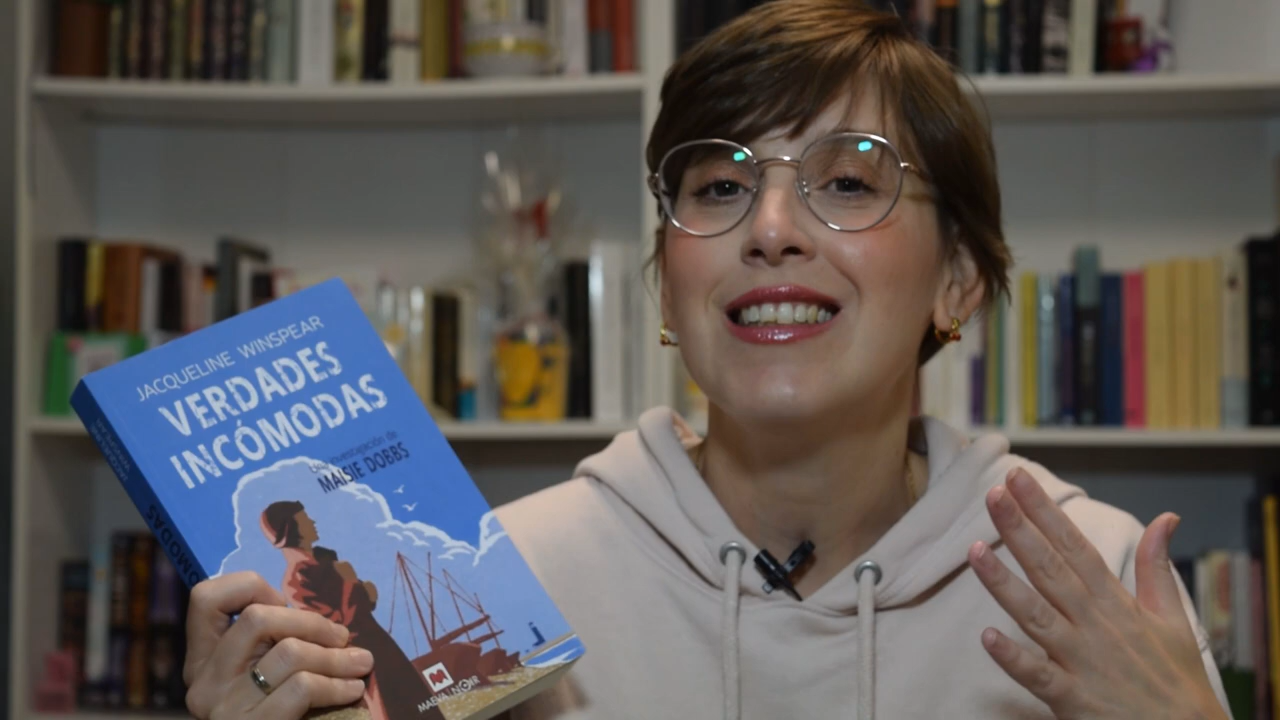 JACQUELINE WINSPEAR
VERDADES
INCÓMODAS
Una investigación de
MAISIE DOBBS
MAEVA NOIR